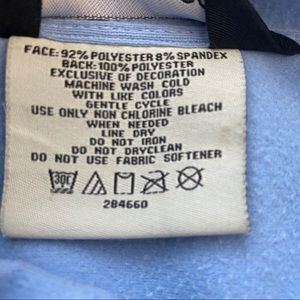 FACE: 92% POLYESTER 8% SPANDEX
BACK: 100% POLYESTER
EXCLUSIVE OF DECORATION
MACHINE WASH COLD
WITH LIKE COLORS
GENTLE CYCLE
USE ONLY NON CHLORINE BLEACH
WHEN NEEDED
LINE DRY
DO NOT IRON
DO NOT DRYCLEAN
DO NOT USE FABRIC SOFTENER
30C
284660